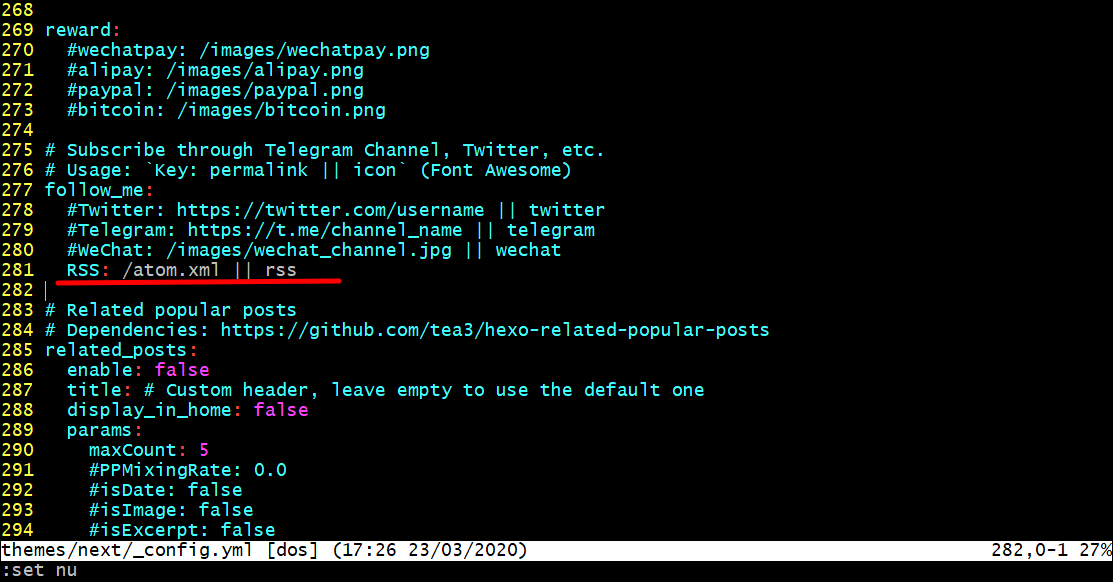 268
269 reward:
270   #wechatpay: /images/wechatpay.png
271   #alipay: /images/alipay.png
272   #paypal: /images/paypal.png
273   #bitcoin: /images/bitcoin.png
274
275 # Subscribe through Telegram Channel, Twitter, etc.
276 # Usage: `Key: permalink || icon` (Font Awesome)
277 follow_me:
278   #Twitter: https://twitter.com/username || twitter
279   #Telegram: https://t.me/channel_name || telegram
280   #WeChat: /images/wechat_channel.jpg || wechat
281   RSS: /atom.xml || rss
282
283 # Related popular posts
284 # Dependencies: https://github.com/tea3/hexo-related-popular-posts
285 related_posts:
286   enable: false
287   title: # Custom header, leave empty to use the default one
288   display_in_home: false
289   params:
290     maxCount: 5
291     #PPMixingRate: 0.0
292     #isDate: false
293     #isImage: false
294     #isExcerpt: false
themes/next/_config.yml [dos] (17:26 23/03/2020) 282,0-1 27%
:set nu